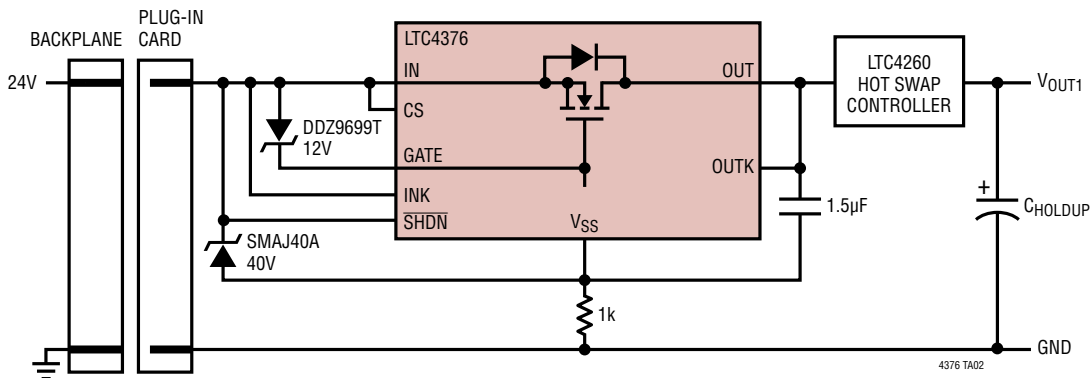 BACKPLANE
PLUG-IN
CARD
24V
LTC4376
IN
OUT
CS
DDZ9699T
12V
GATE
OUTK
INK
SHDN
SMAJ40A
40V
VSS
1.5µF
1k
LTC4260
HOT SWAP
CONTROLLER
VOUT1
+
CHOLDUP
GND
4376 TA02